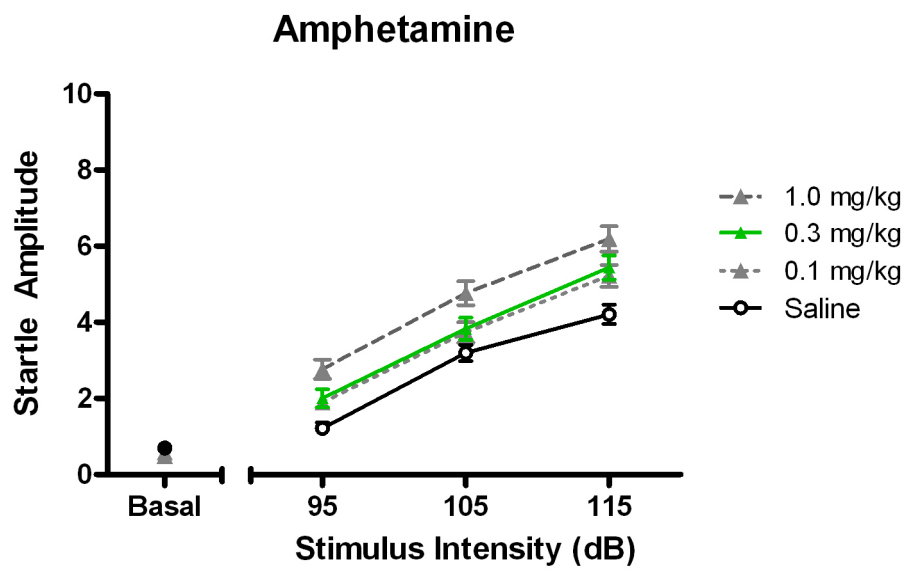 Amphetamine
10
8
6
4
2
0
Startle Amplitude
Basal
95
105
115
Stimulus Intensity (dB)
1.0 mg/kg
0.3 mg/kg
0.1 mg/kg
Saline